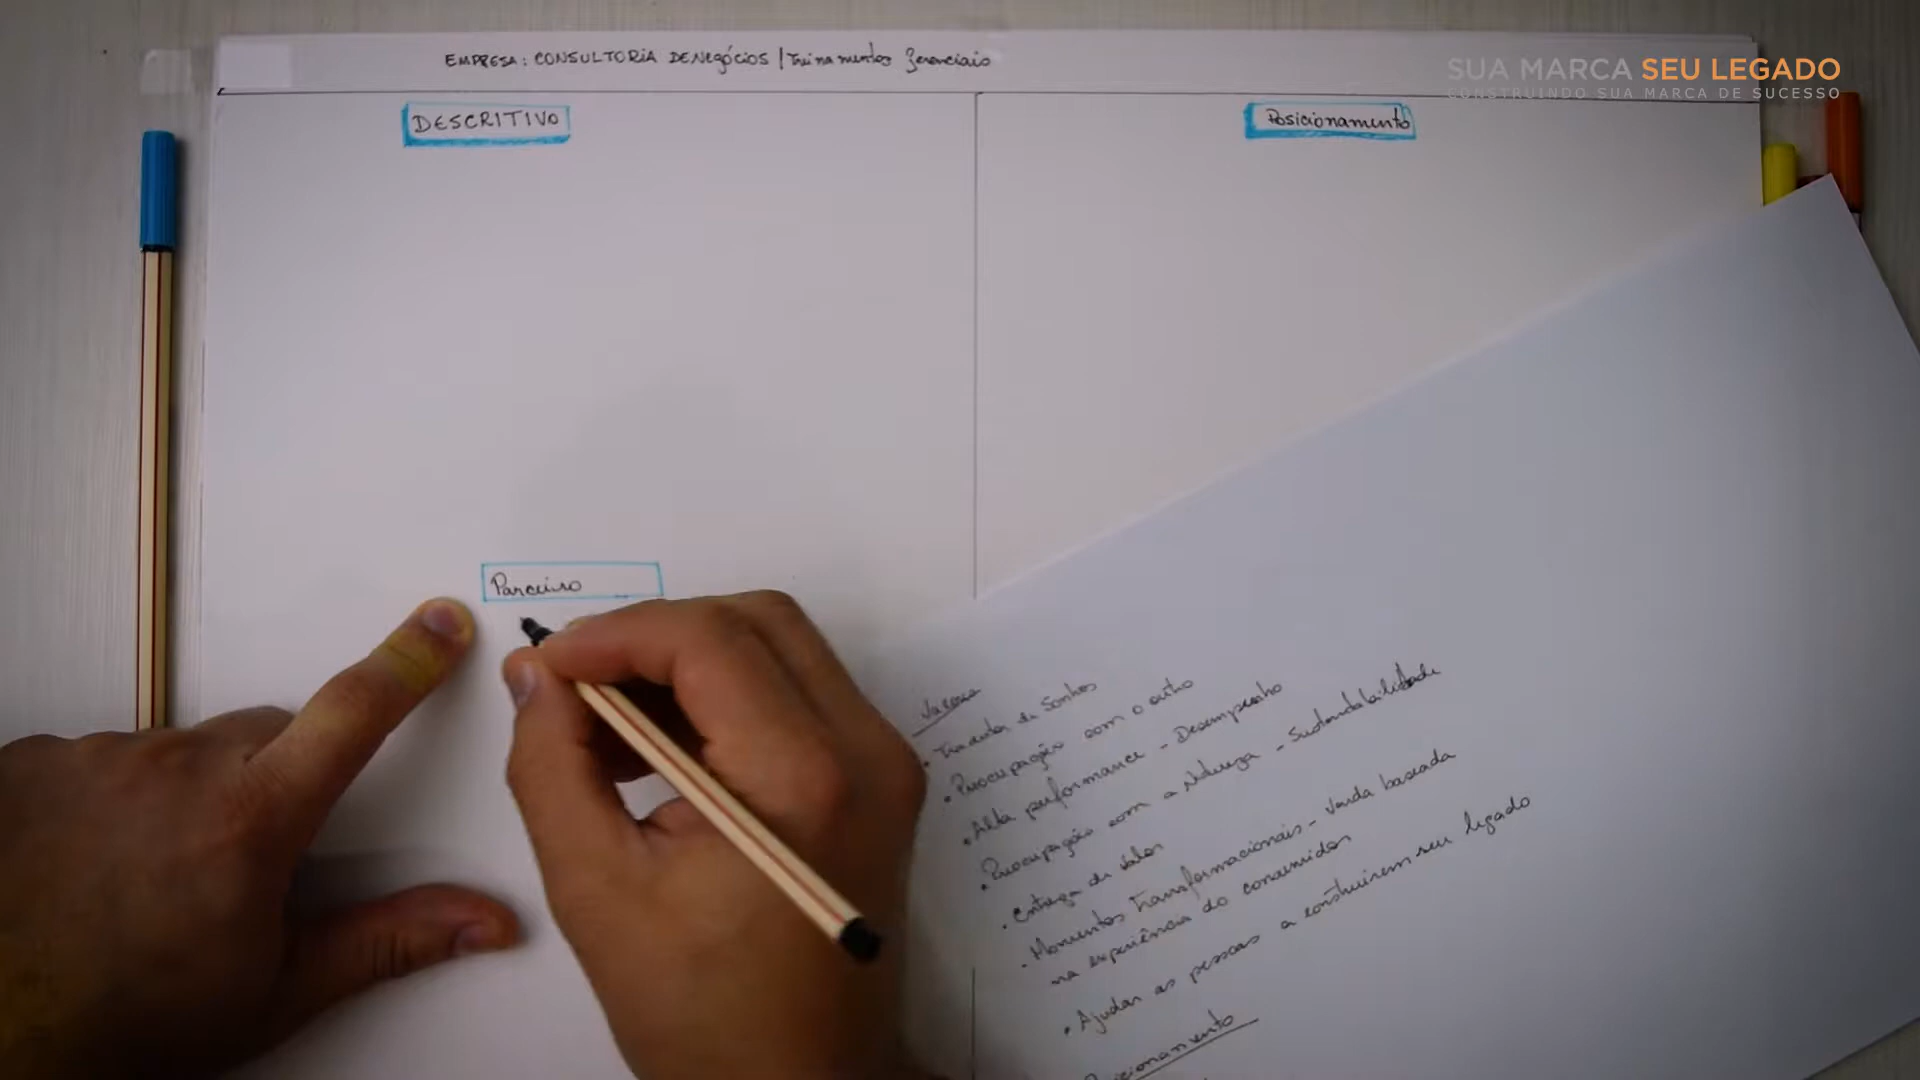 EMPRESA: CONSULTORIA DE NEGÓCIOS / Treinamentos Gerenciais
SUA MARCA SEU LEGADO
CONSTRUINDO SUA MARCA DE SUCESSO
DESCRITIVO
Posicionamento
Parceiro
Valores
• Traveller de Sonhos
• Preocupação com o outro
• Alta performance - Desempenho
• Preocupação com a Natureza - Sustentabilidade
• Entrega de Valor
• Momentos Transformacionais - Venda baseada
na experiência do consumidor
• Ajudar as pessoas a construirem seu legado
Posicionamento